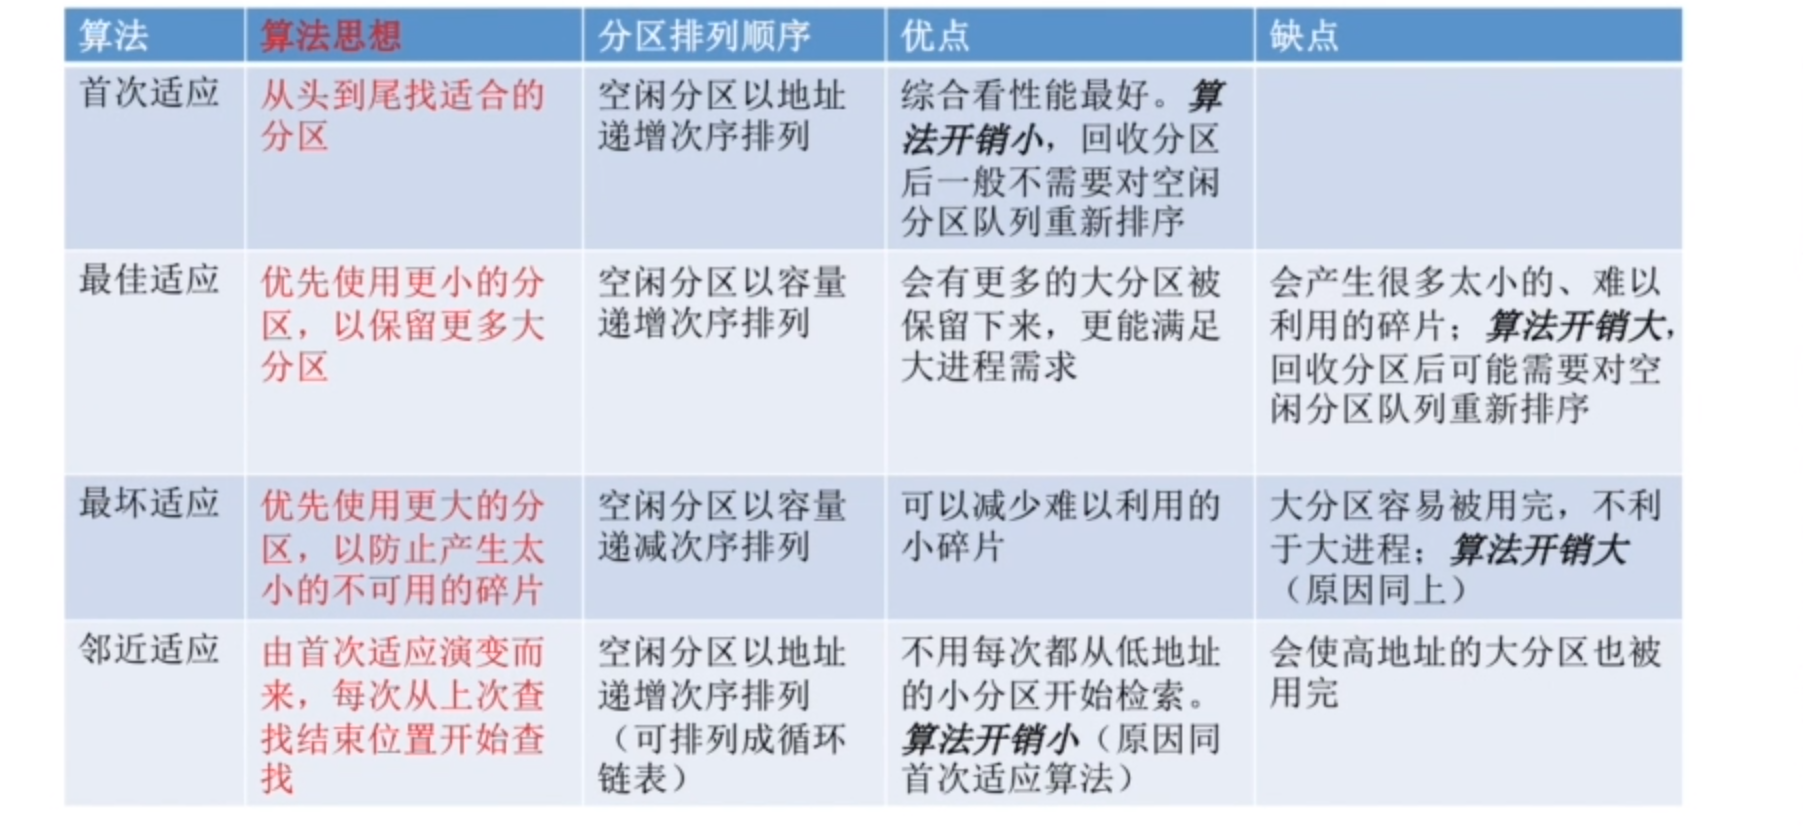 算法
算法思想
分区排列顺序
优点
缺点
首次适应
从头到尾找适合的
分区
空闲分区以地址
递增次序排列
综合看性能最好。算
法开销小，回收分区
后一般不需要对空闲
分区队列重新排序
最佳适应
优先使用更小的分
区，以保留更多大
分区
空闲分区以容量
递增次序排列
会有更多的大分区被
保留下来，更能满足
大进程需求
会产生很多太小的、难以
利用的碎片；算法开销大，
回收分区后可能需要对空
闲分区队列重新排序
最坏适应
优先使用更大的分
区，以防止产生太
小的不可用的碎片
空闲分区以容量
递减次序排列
可以减少难以利用的
小碎片
大分区容易被用完，不利
于大进程；算法开销大
（原因同上）
邻近适应
由首次适应演变而
来，每次从上次查
找结束位置开始查
找
空闲分区以地址
递增次序排列
（可排列成循环
链表）
不用每次都从低地址
的小分区开始检索。
算法开销小（原因同
首次适应算法）
会使高地址的大分区也被
用完